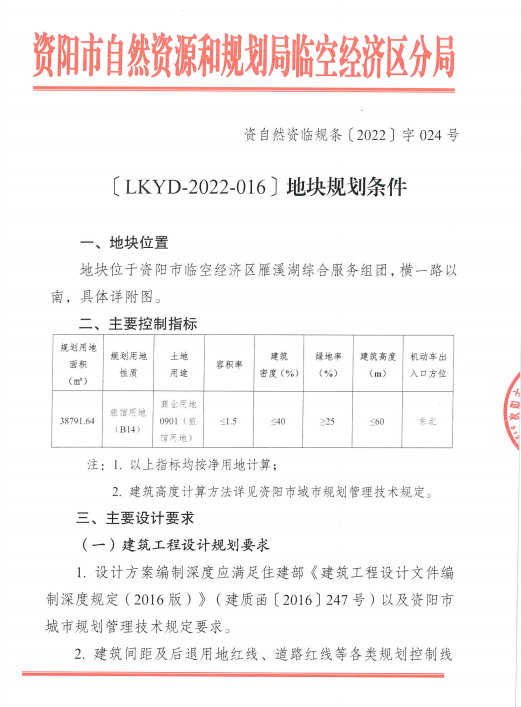 资阳市自然资源和规划局临空经济区分局
资自然资临规条〔2022〕字 024 号
〔LKYD-2022-016〕地块规划条件
一、地块位置
地块位于资阳市临空经济区雁溪湖综合服务组团，横一路以
南，具体详附图。
二、主要控制指标
规划用地面积（㎡） 规划用地性质 土地用途 容积率 建筑密度（%） 绿地率（%） 建筑高度（m） 机动车出入口方位
38791.64 旅馆用地（B14） 商业用地0901（旅馆用地） ≤1.5 ≤40 ≥25 ≤60 东北
注：1. 以上指标均按净用地计算；
2. 建筑高度计算方法详见资阳市城市规划管理技术规定。
三、主要设计要求
（一）建筑工程设计规划要求
1. 设计方案编制深度应满足住建部《建筑工程设计文件编
制深度规定（2016 版）》（建质函〔2016〕247 号）以及资阳市
城市规划管理技术规定要求。
2. 建筑间距及后退用地红线、道路红线等各类规划控制线